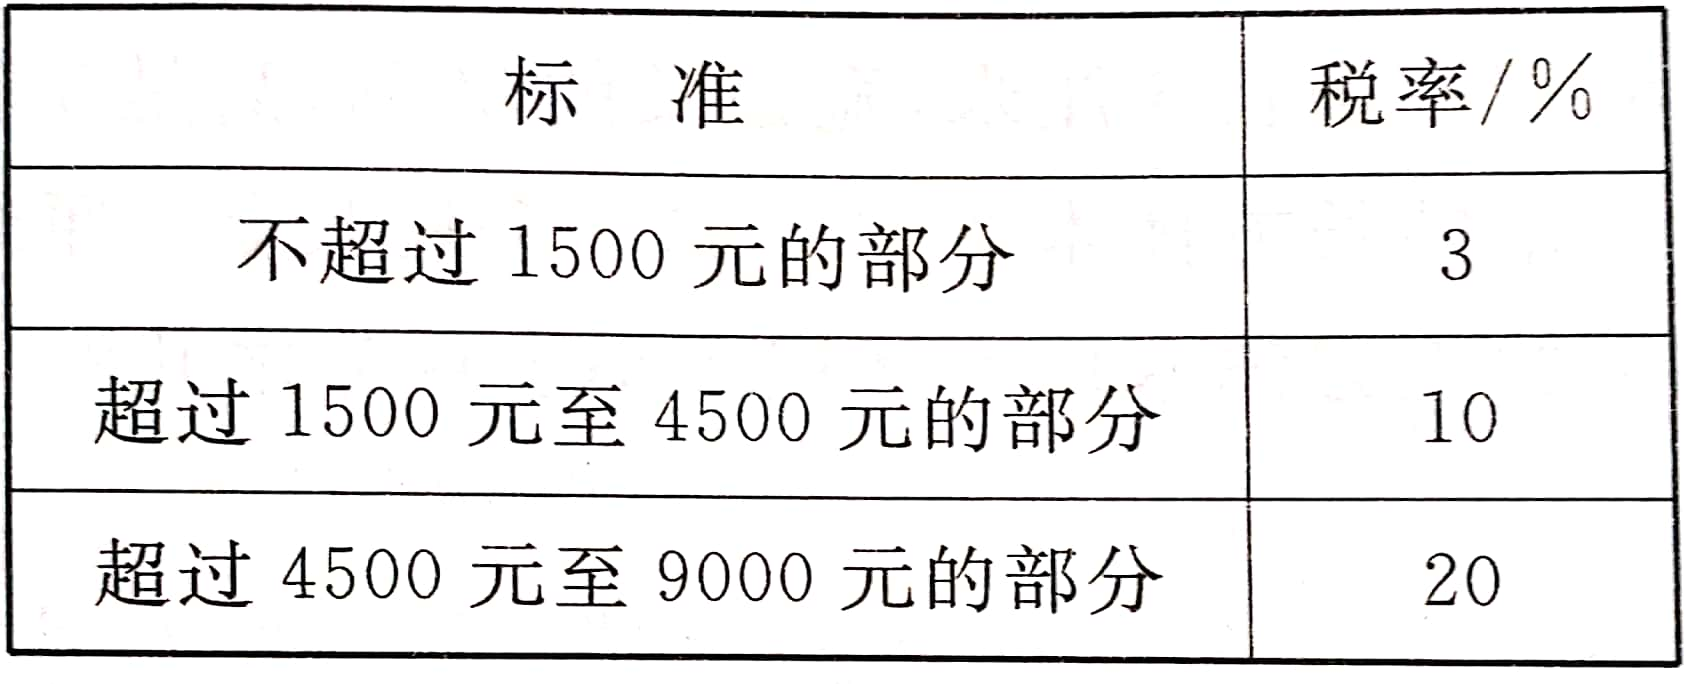 标 准 税率/%
不超过 1500 元的部分 3
超过 1500 元至 4500 元的部分 10
超过 4500 元至 9000 元的部分 20